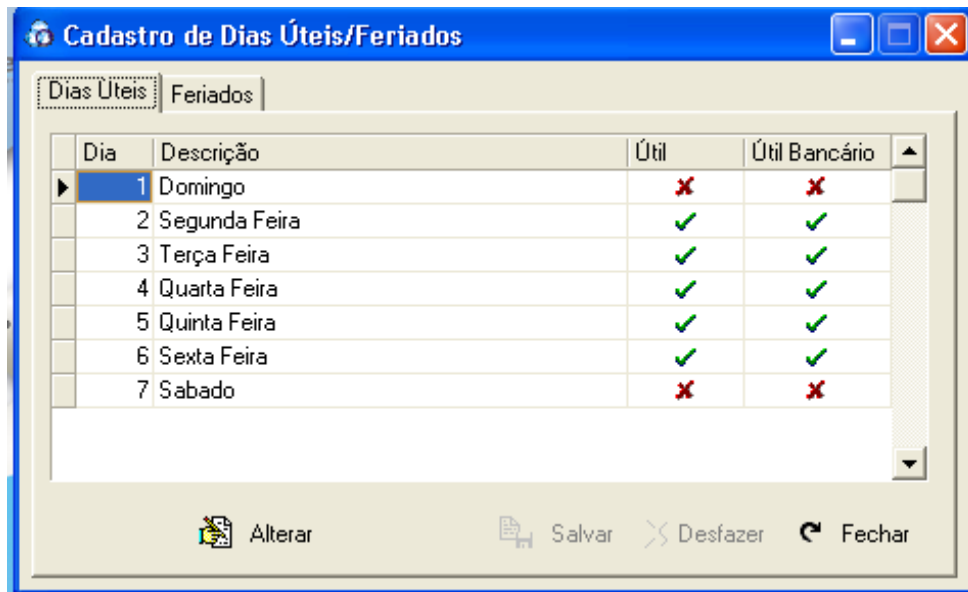 Cadastro de Dias Úteis/Feriados
Dias Úteis Feriados
Dia Descrição Útil Útil Bancário
1 Domingo
2 Segunda Feira
3 Terça Feira
4 Quarta Feira
5 Quinta Feira
6 Sexta Feira
7 Sabado
Alterar Salvar Desfazer Fechar